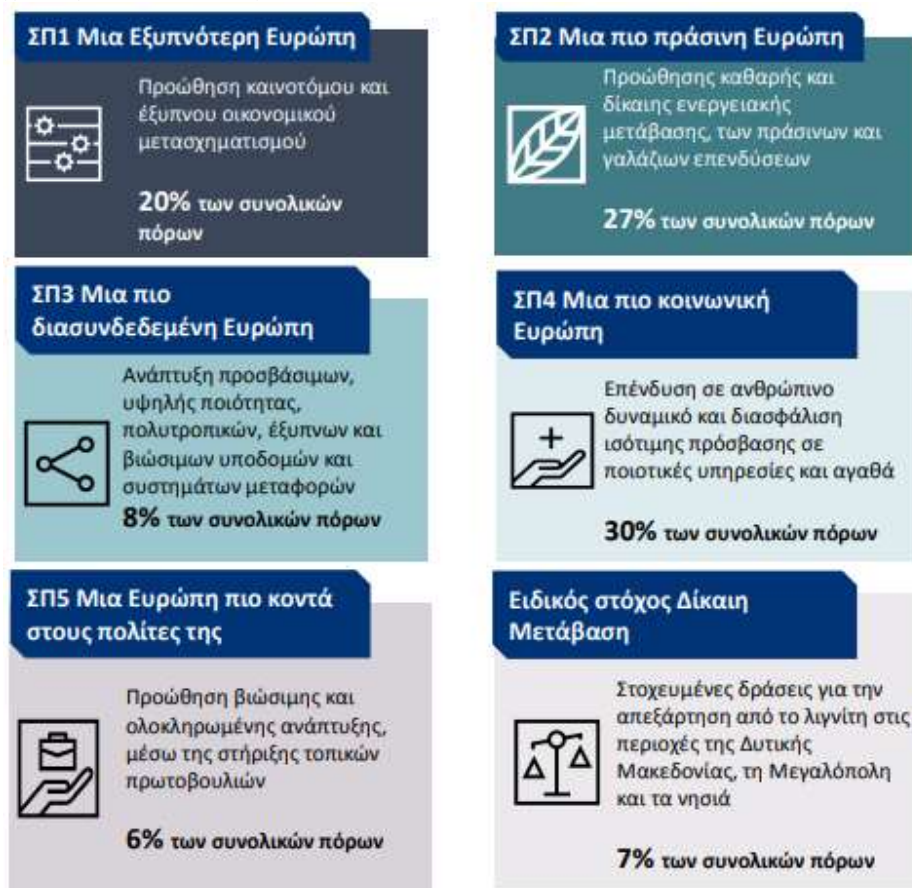 ΣΠ1 Μια Εξυπνότερη Ευρώπη
Προώθηση καινοτόμου και
έξυπνου οικονομικού
μετασχηματισμού
20% των συνολικών
πόρων
ΣΠ2 Μια πιο πράσινη Ευρώπη
Προώθησης καθαρής και
δίκαιης ενεργειακής
μετάβασης, των πράσινων και
γαλάζιων επενδύσεων
27% των συνολικών πόρων
ΣΠ3 Μια πιο
διασυνδεδεμένη Ευρώπη
Ανάπτυξη προσβάσιμων,
υψηλής ποιότητας,
πολυτροπικών, έξυπνων και
βιώσιμων υποδομών και
συστημάτων μεταφορών
8% των συνολικών πόρων
ΣΠ4 Μια πιο κοινωνική
Ευρώπη
Επένδυση σε ανθρώπινο
δυναμικό και διασφάλιση
ισότιμης πρόσβασης σε
ποιοτικές υπηρεσίες και αγαθά
30% των συνολικών πόρων
ΣΠ5 Μια Ευρώπη πιο κοντά
στους πολίτες της
Προώθηση βιώσιμης και
ολοκληρωμένης ανάπτυξης,
μέσω της στήριξης τοπικών
πρωτοβουλιών
6% των συνολικών πόρων
Ειδικός στόχος Δίκαιη
Μετάβαση
Στοχευμένες δράσεις για την
απεξάρτηση από το λιγνίτη στις
περιοχές της Δυτικής
Μακεδονίας, τη Μεγαλόπολη
και τα νησιά
7% των συνολικών πόρων